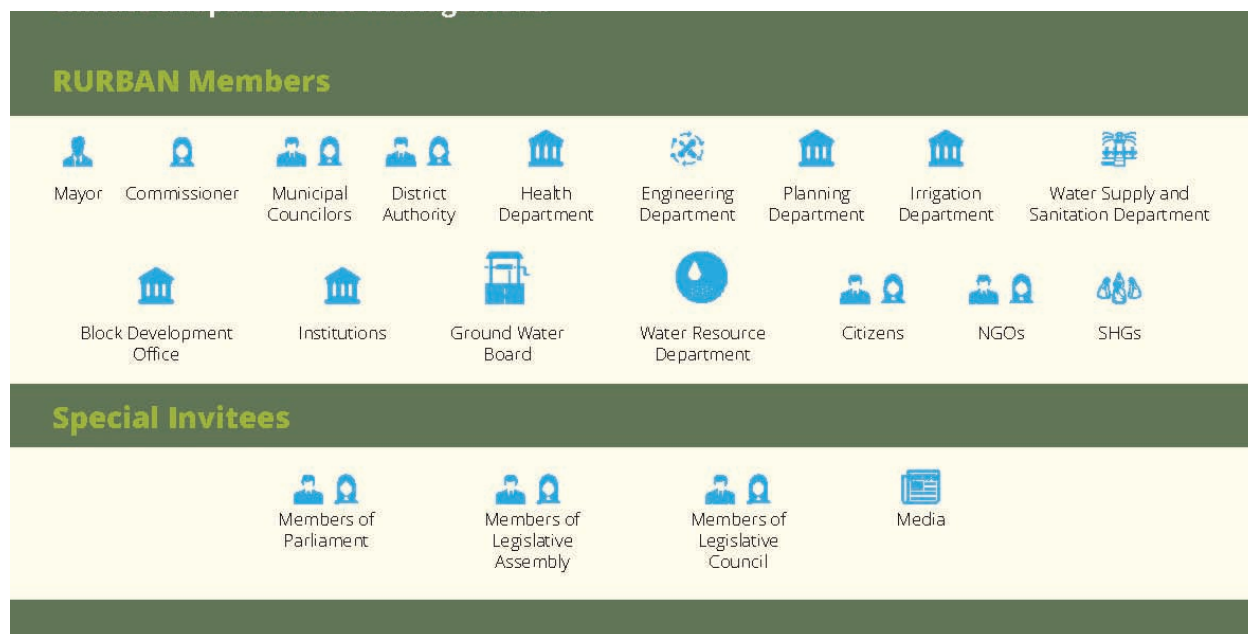 RURBAN Members
Mayor
Commissioner
Municipal
Councilors
District
Authority
Health
Department
Engineering
Department
Planning
Department
Irrigation
Department
Water Supply and
Sanitation Department
Block Development
Office
Institutions
Ground Water
Board
Water Resource
Department
Citizens
NGOs
SHGs
Special Invitees
Members of
Parliament
Members of
Legislative
Assembly
Members of
Legislative
Council
Media